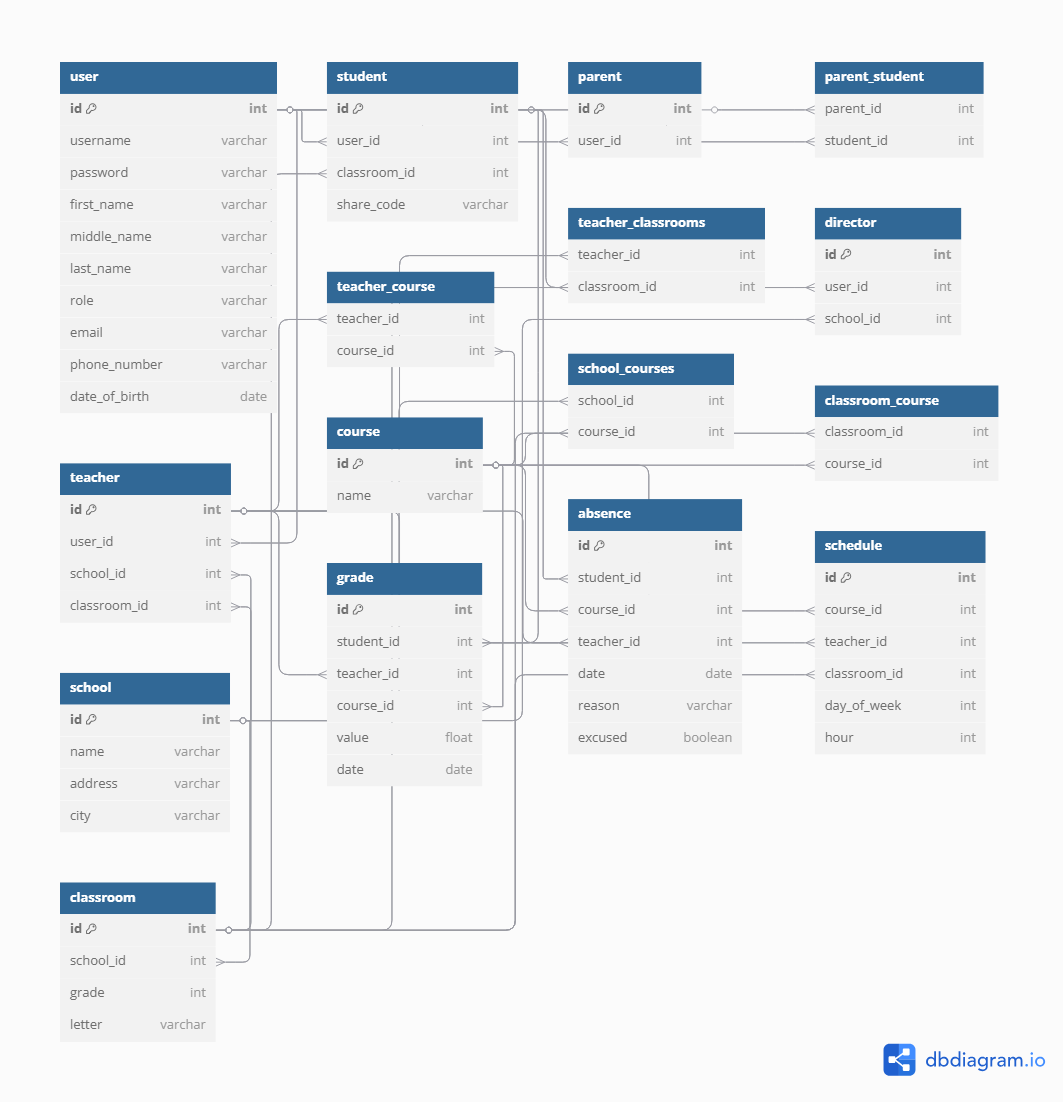 user
id int
username varchar
password varchar
first_name varchar
middle_name varchar
last_name varchar
role varchar
email varchar
phone_number varchar
date_of_birth date
student
id int
user_id int
classroom_id int
share_code varchar
parent
id int
user_id int
parent_student
parent_id int
student_id int
teacher_classrooms
teacher_id int
classroom_id int
director
id int
user_id int
school_id int
teacher_course
teacher_id int
course_id int
school_courses
school_id int
course_id int
classroom_course
classroom_id int
course_id int
course
id int
name varchar
teacher
id int
user_id int
school_id int
classroom_id int
absence
id int
student_id int
course_id int
teacher_id int
date date
reason varchar
excused boolean
schedule
id int
course_id int
teacher_id int
classroom_id int
day_of_week int
hour int
grade
id int
student_id int
teacher_id int
course_id int
value float
date date
school
id int
name varchar
address varchar
city varchar
classroom
id int
school_id int
grade int
letter varchar
dbdiagram.io